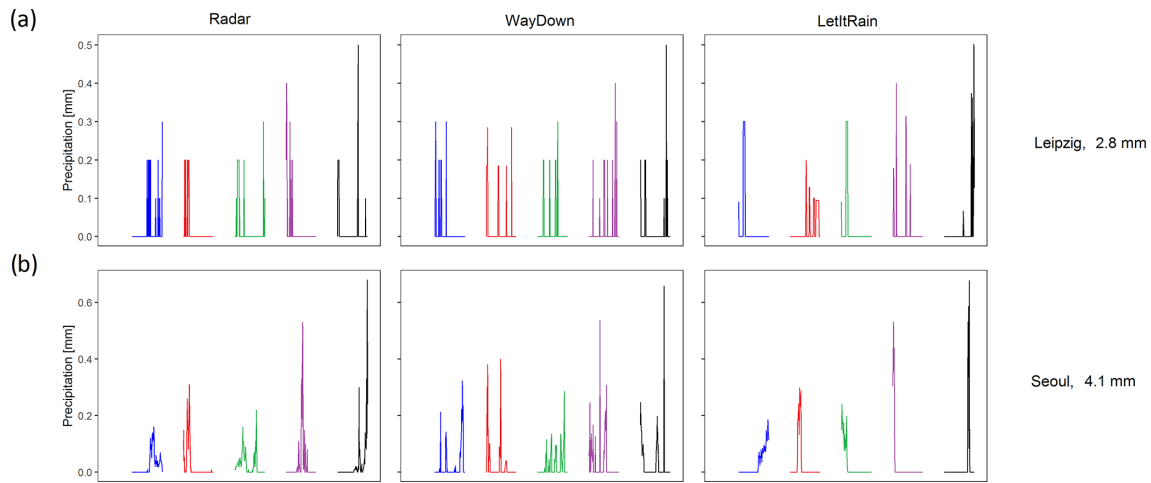 (a)
Radar
WayDown
LetItRain
Precipitation [mm]
0.5
0.4
0.3
0.2
0.1
0.0
Leipzig, 2.8 mm
(b)
Precipitation [mm]
0.6
0.4
0.2
0.0
Seoul, 4.1 mm